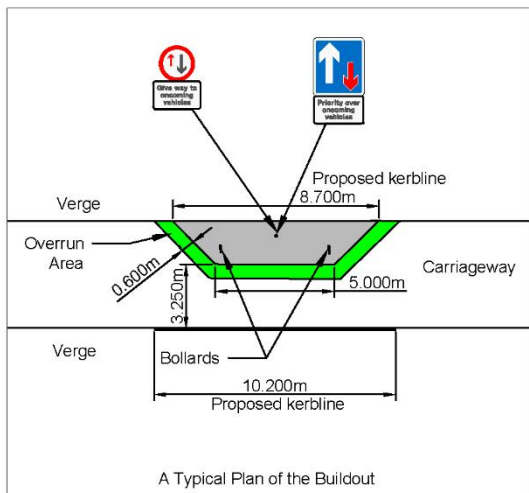 Give way to
oncoming
vehicles
Priority over
oncoming
vehicles
Proposed kerbline
8.700m
Verge
Overrun
Area
0.600m
Carriageway
3.250m
5.000m
Verge
Bollards
10.200m
Proposed kerbline
A Typical Plan of the Buildout